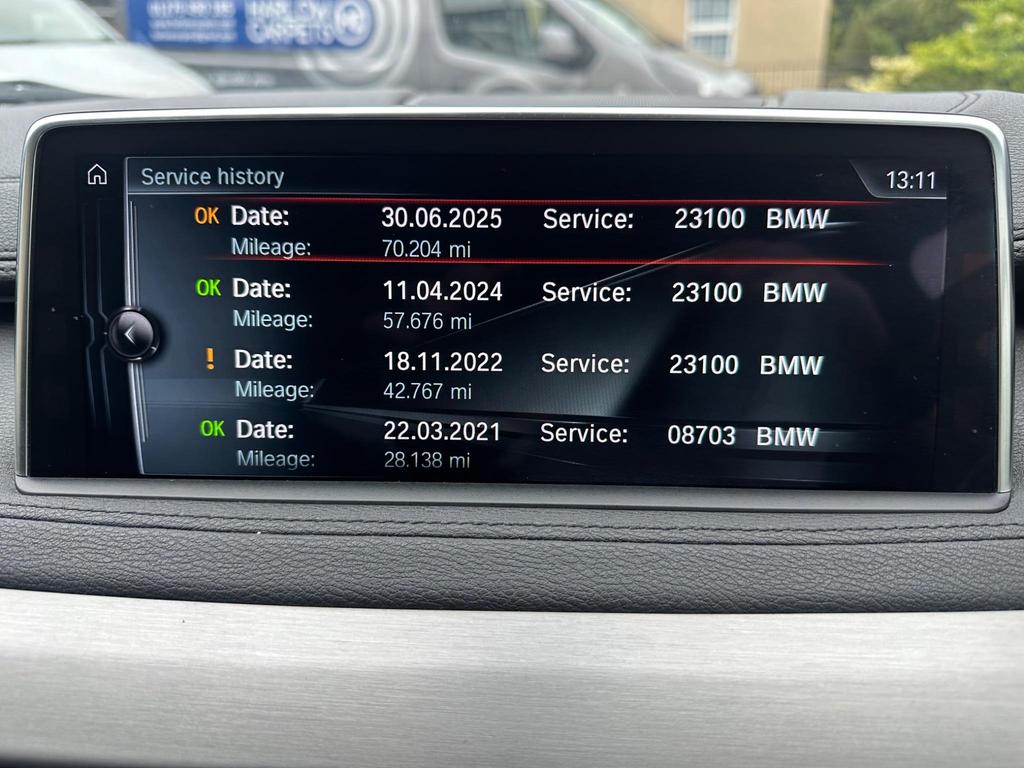 HARLOW
CARPETS
Service history
13:11
OK Date: 30.06.2025 Service: 23100 BMW
Mileage: 70.204 mi
OK Date: 11.04.2024 Service: 23100 BMW
Mileage: 57.676 mi
! Date: 18.11.2022 Service: 23100 BMW
Mileage: 42.767 mi
OK Date: 22.03.2021 Service: 08703 BMW
Mileage: 28.138 mi